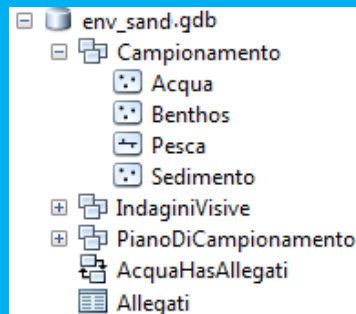 env_sand.gdb
Campionamento
Acqua
Benthos
Pesca
Sedimento
IndaginiVisive
PianoDiCampionamento
AcquaHasAllegati
Allegati